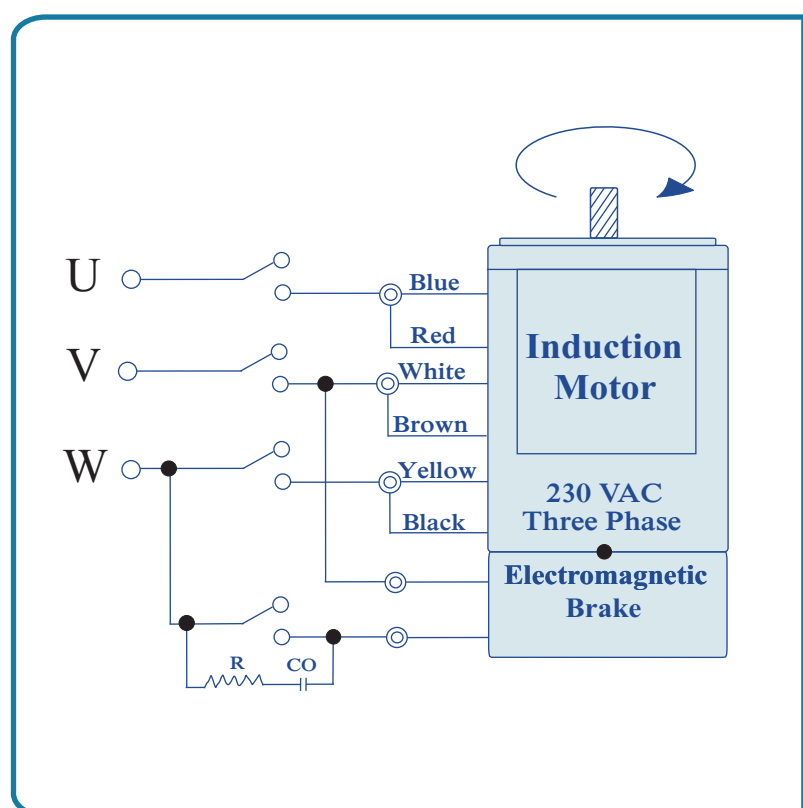 U
Blue
Red
V
White
Brown
W
Yellow
Black
Induction
Motor
230 VAC
Three Phase
Electromagnetic
Brake
R
CO